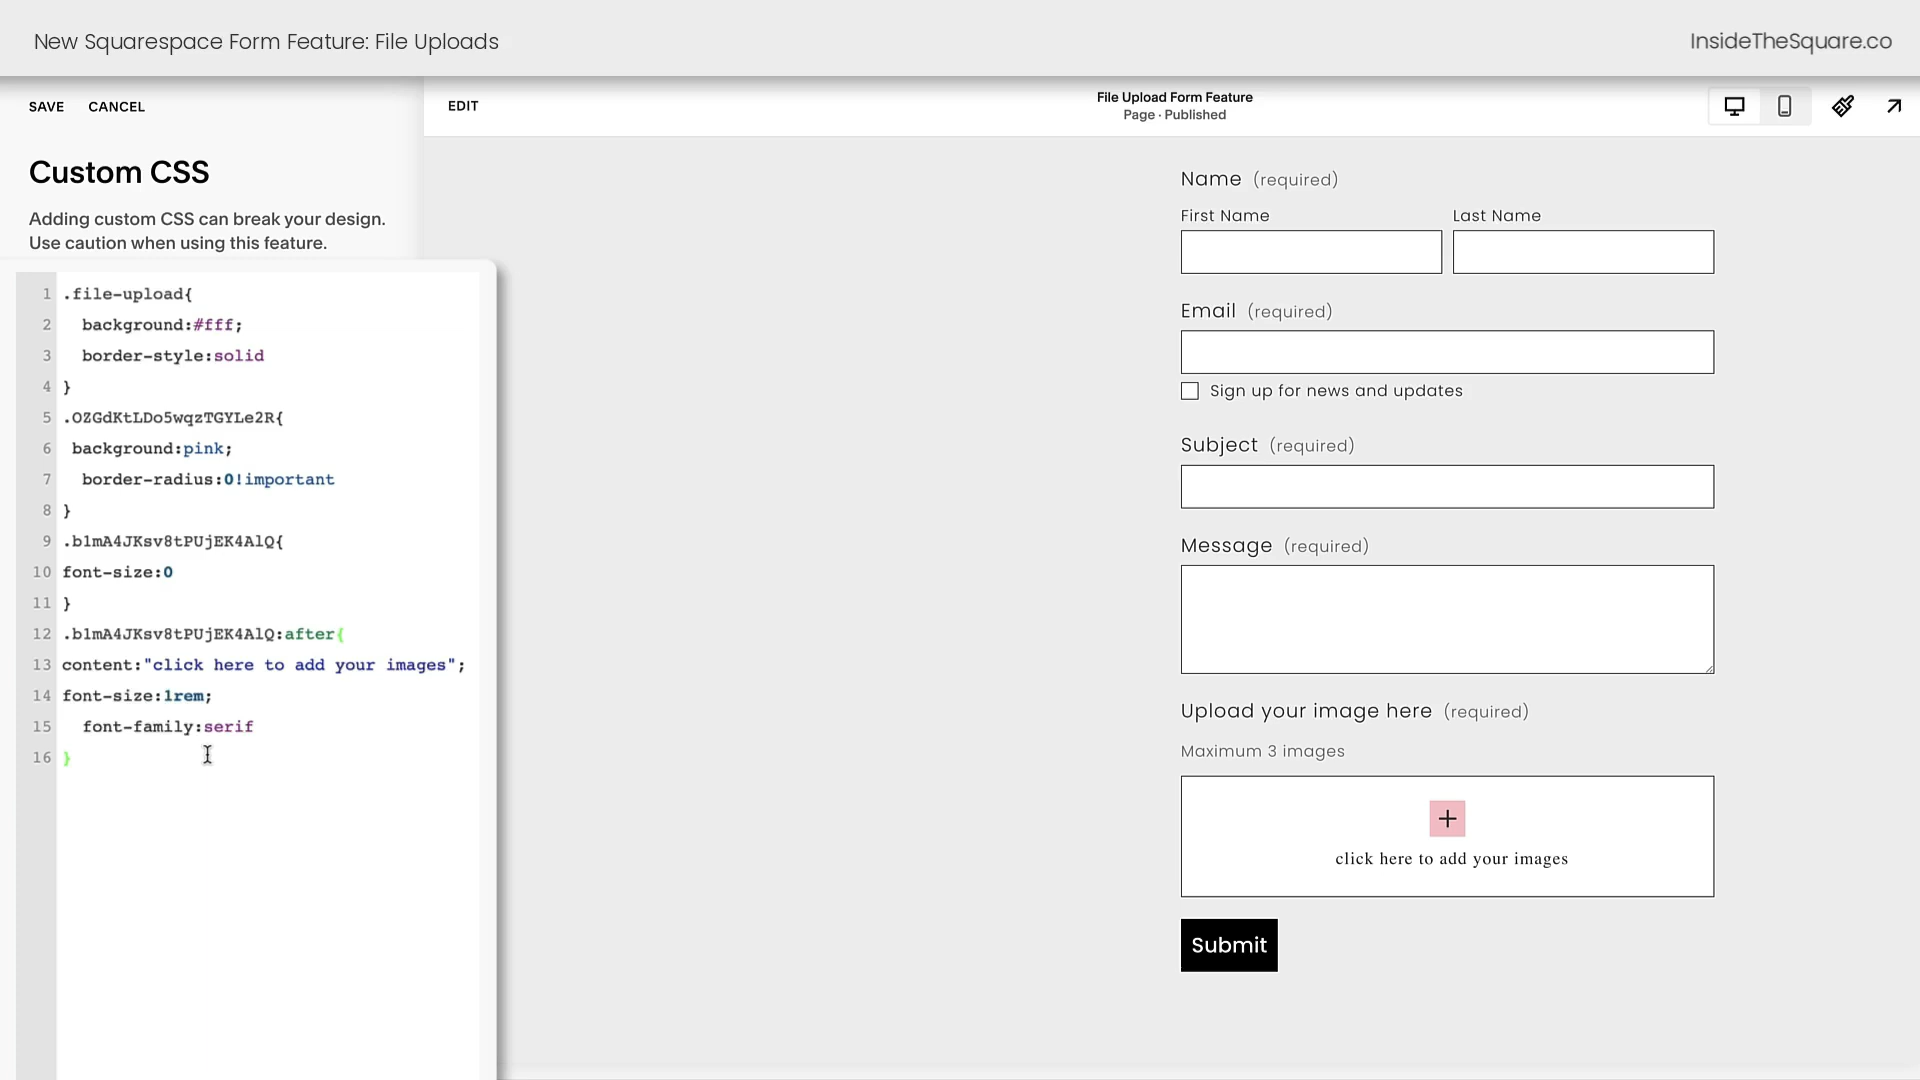 New Squarespace Form Feature: File Uploads
InsideTheSquare.co
SAVE CANCEL
EDIT
File Upload Form Feature
Page · Published
Custom CSS
Adding custom CSS can break your design.
Use caution when using this feature.
1 .file-upload{
2 background:#fff;
3 border-style:solid
4 }
5 .OZGdKtLDo5wqzTGYLe2R{
6 background:pink;
7 border-radius:0!important
8 }
9 .b1mA4JKsv8tPUjEK4AlQ{
10 font-size:0
11 }
12 .b1mA4JKsv8tPUjEK4AlQ:after{
13 content:"click here to add your images";
14 font-size:1rem;
15 font-family:serif
16 }
Name (required)
First Name Last Name
Email (required)
Sign up for news and updates
Subject (required)
Message (required)
Upload your image here (required)
Maximum 3 images
click here to add your images
Submit